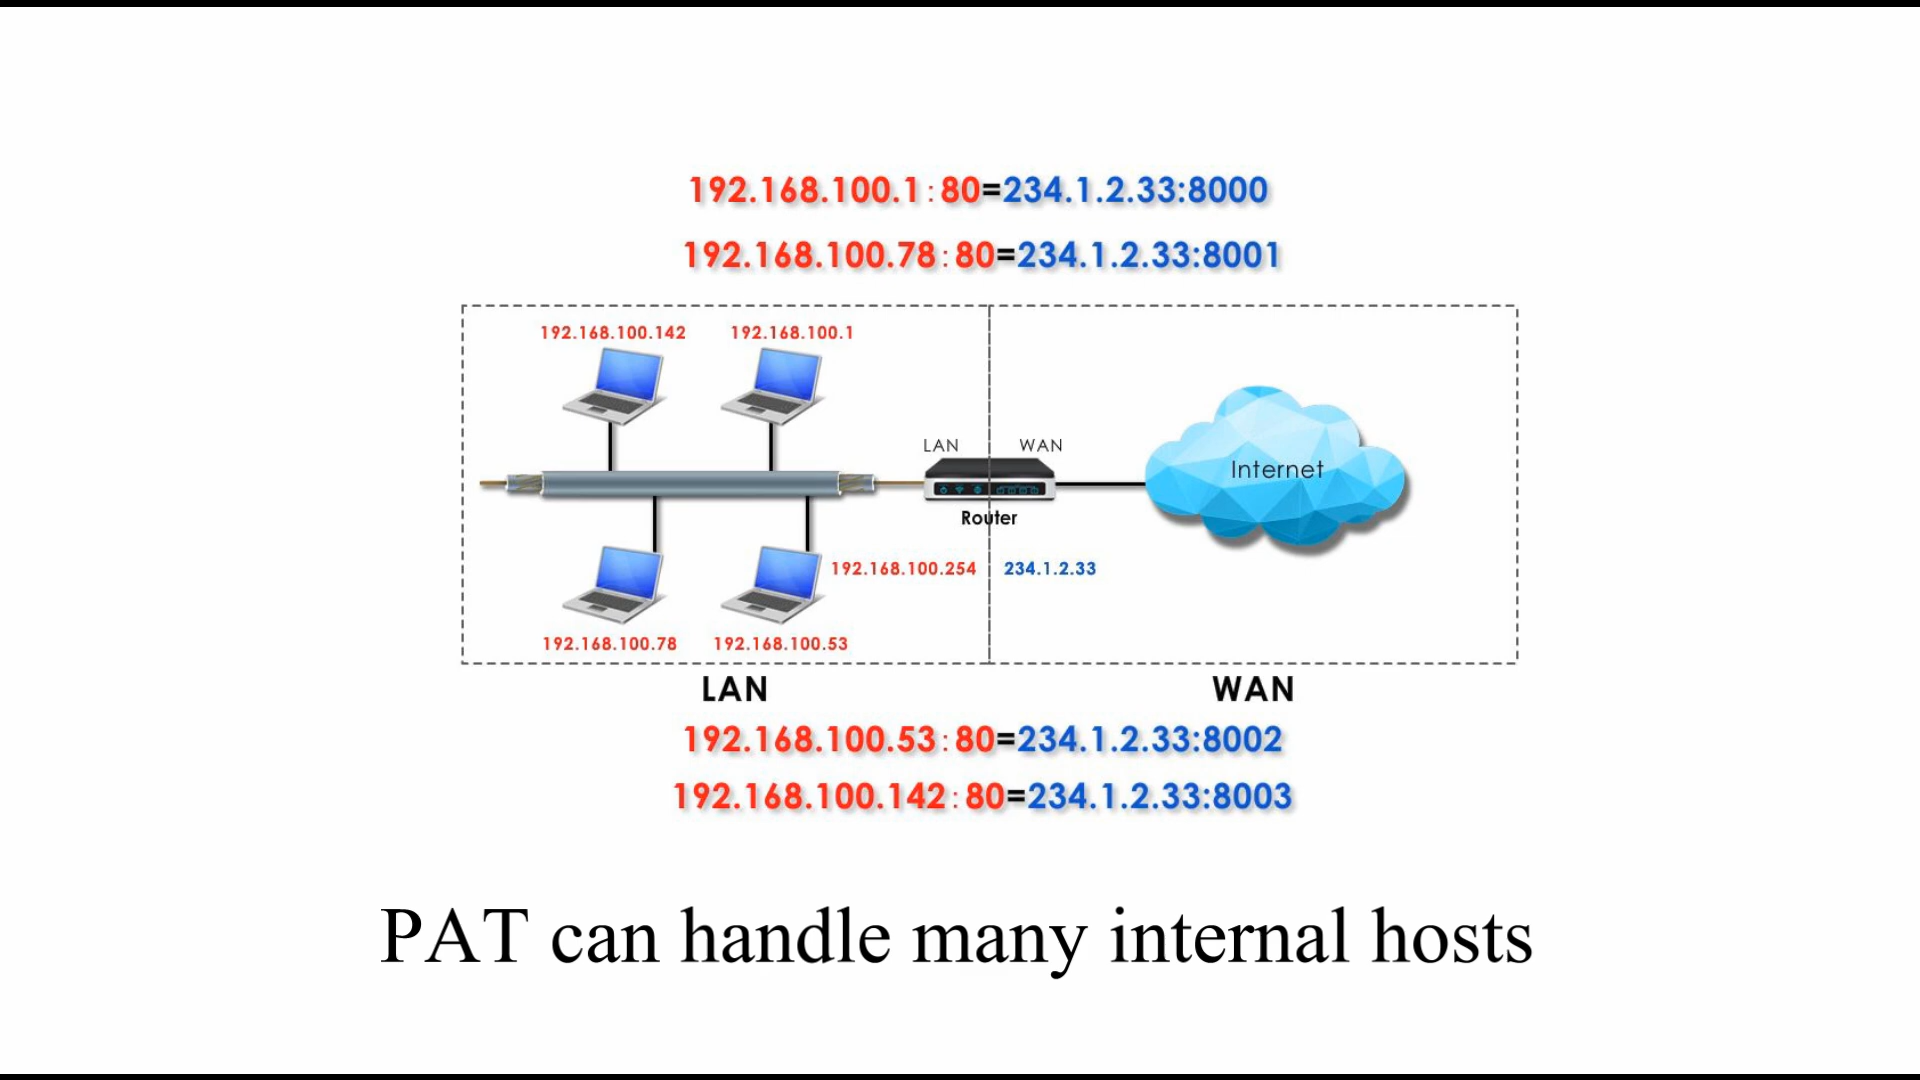 192.168.100.1:80=234.1.2.33:8000
192.168.100.78:80=234.1.2.33:8001
192.168.100.142
192.168.100.1
LAN
WAN
Internet
Router
192.168.100.254
234.1.2.33
192.168.100.78
192.168.100.53
LAN
WAN
192.168.100.53:80=234.1.2.33:8002
192.168.100.142:80=234.1.2.33:8003
PAT can handle many internal hosts